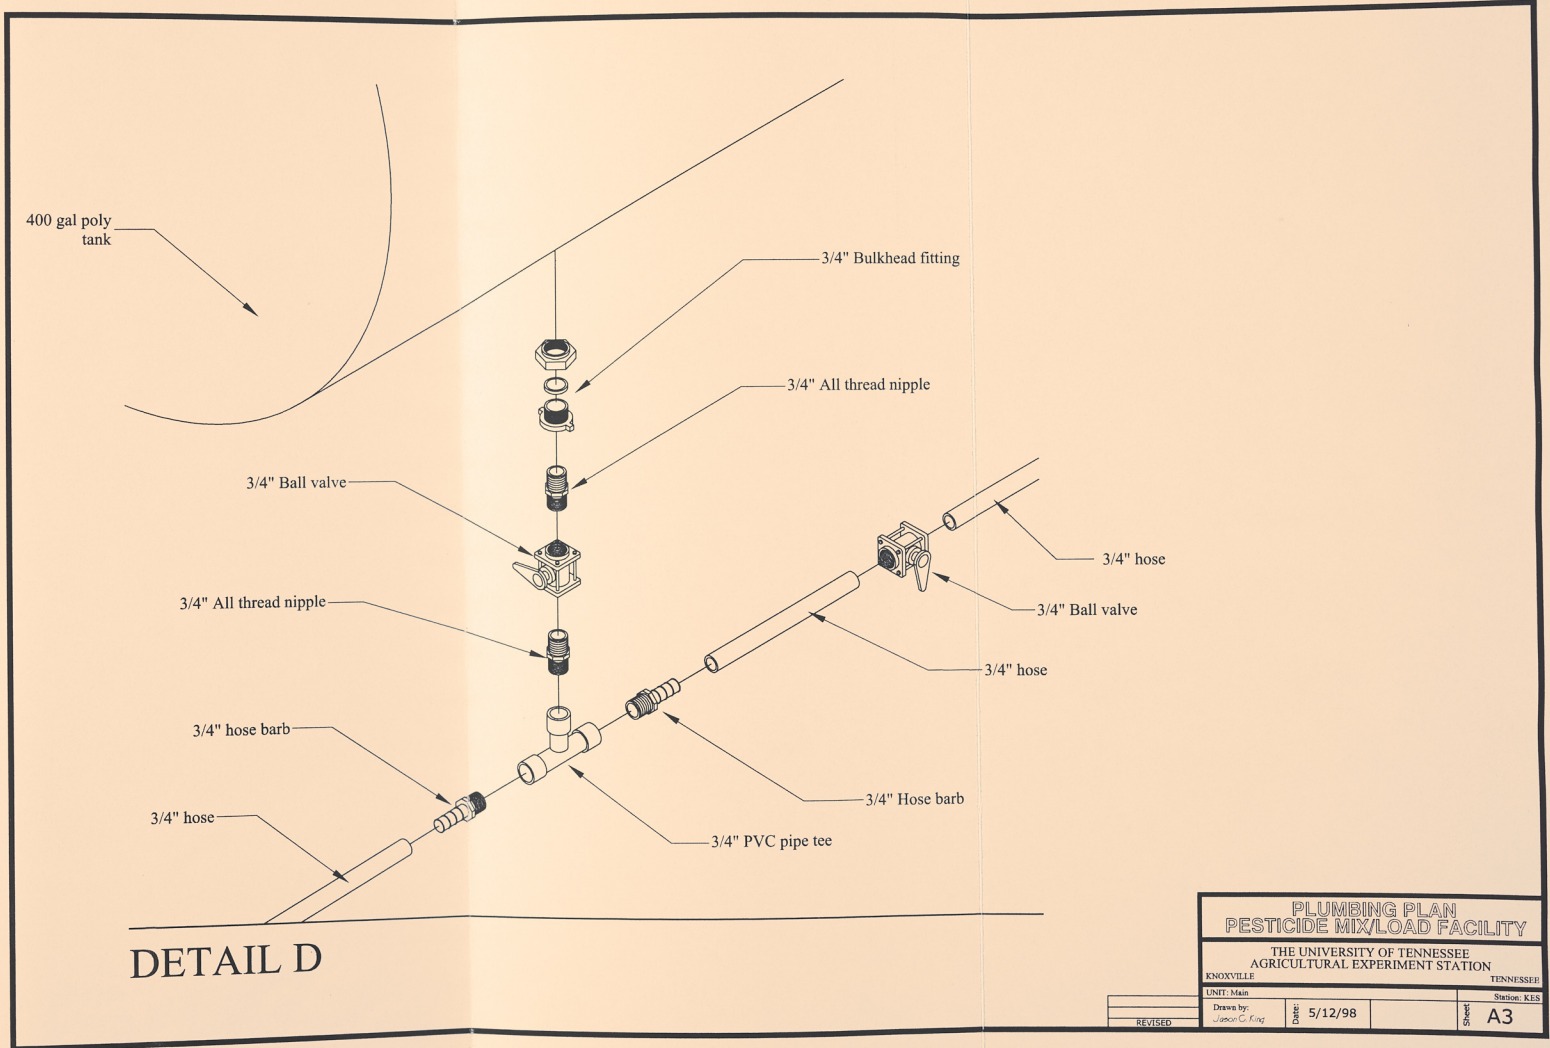 400 gal poly
tank
3/4" Bulkhead fitting
3/4" All thread nipple
3/4" Ball valve
3/4" hose
3/4" All thread nipple
3/4" Ball valve
3/4" hose
3/4" hose barb
3/4" Hose barb
3/4" hose
3/4" PVC pipe tee
DETAIL D
PLUMBING PLAN
PESTICIDE MIX/LOAD FACILITY
THE UNIVERSITY OF TENNESSEE
AGRICULTURAL EXPERIMENT STATION
KNOXVILLE TENNESSEE
UNIT: Main Station: KES
Drawn by:
Jason G. King
Date: 5/12/98
Sheet A3
REVISED